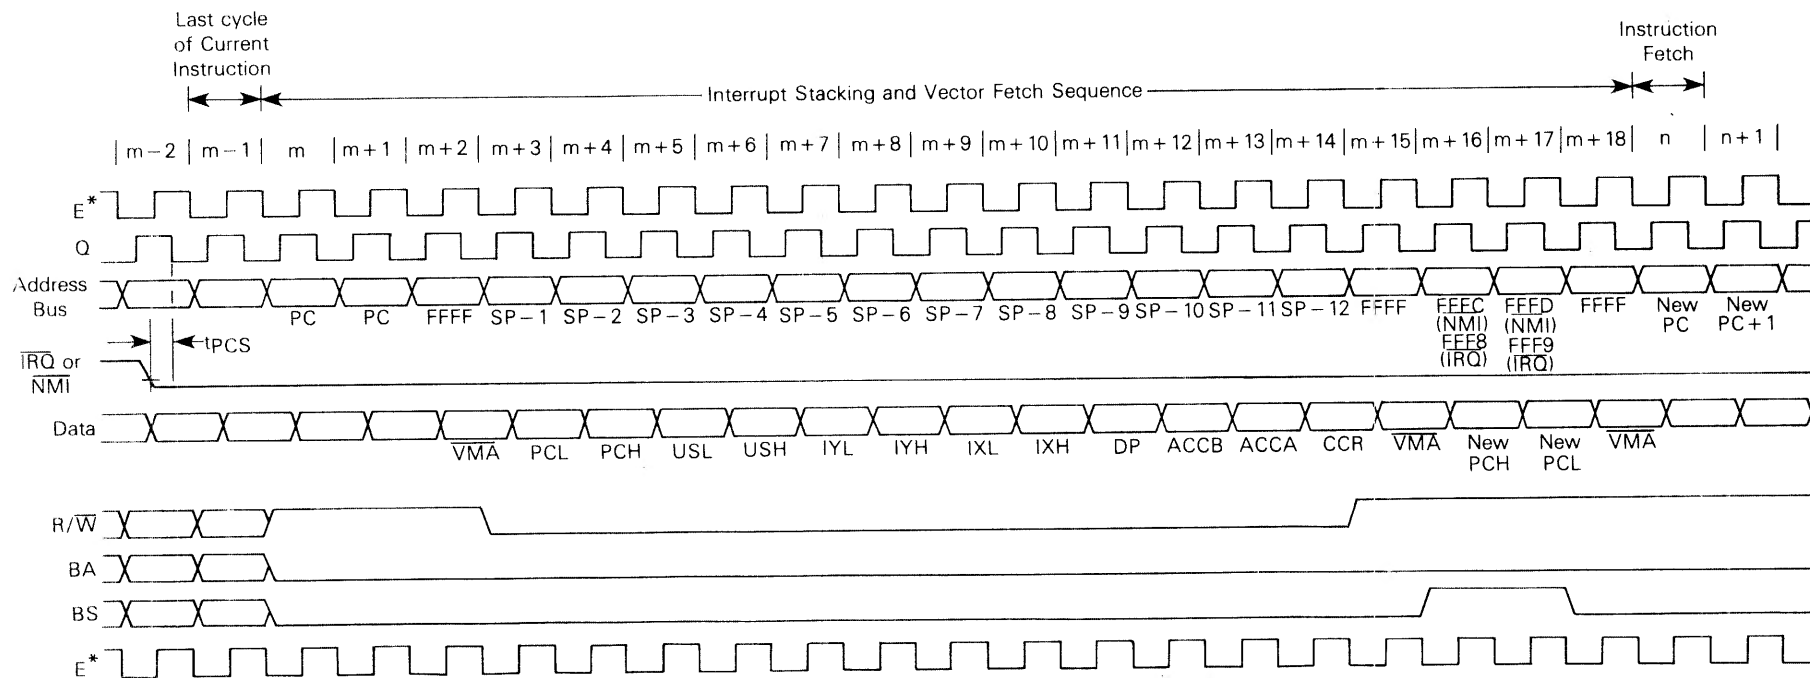 Last cycle
of Current
Instruction
Instruction
Fetch
Interrupt Stacking and Vector Fetch Sequence
m-2 m-1 m m+1 m+2 m+3 m+4 m+5 m+6 m+7 m+8 m+9 m+10 m+11 m+12 m+13 m+14 m+15 m+16 m+17 m+18 n n+1
E*
Q
Address
Bus
PC PC FFFF SP-1 SP-2 SP-3 SP-4 SP-5 SP-6 SP-7 SP-8 SP-9 SP-10 SP-11 SP-12 FFFF FFFC FFFD FFFF New New
(NMI) (NMI) PC PC+1
FFF8 FFF9
(IRQ) (IRQ)
tPCS
IRQ or
NMI
Data
VMA PCL PCH USL USH IYL IYH IXL IXH DP ACCB ACCA CCR VMA New New VMA
PCH PCL
R/W
BA
BS
E*